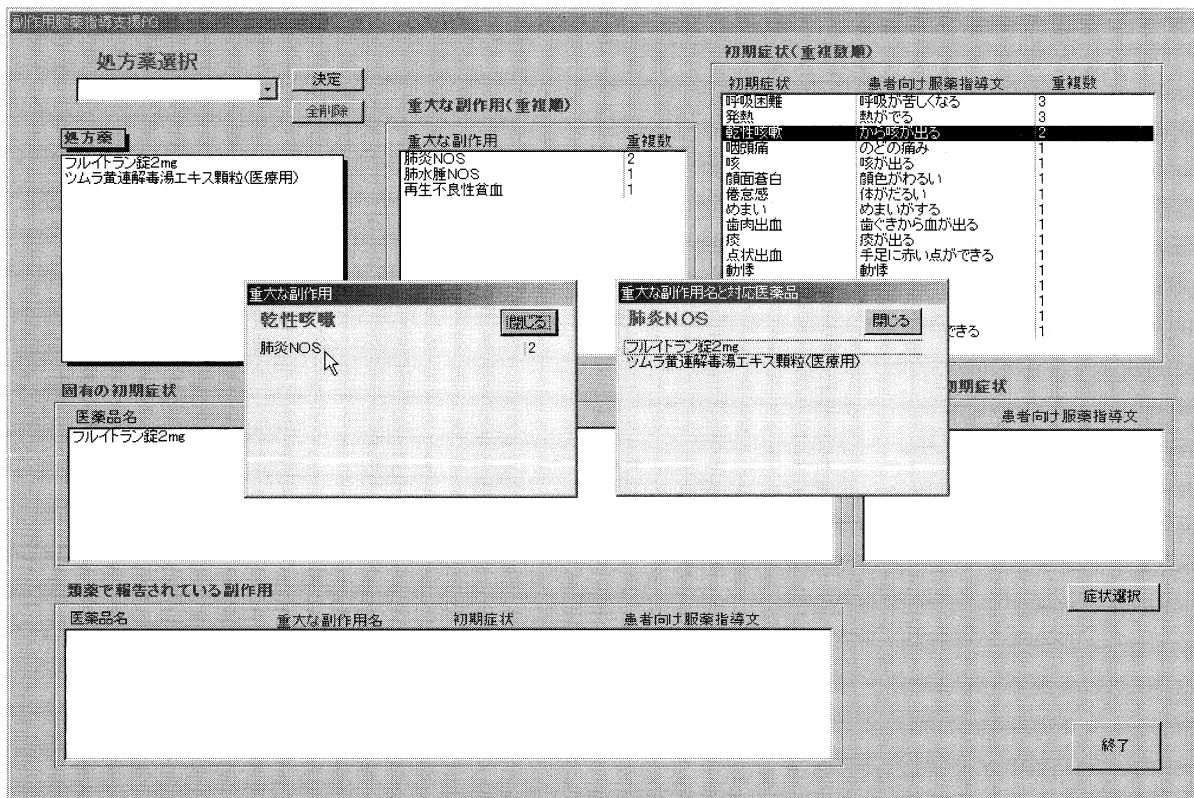 副作用服薬指導支援PG
処方薬選択
決定
全削除
処方薬
フルイトラン錠2mg
ツムラ黄連解毒湯エキス顆粒(医療用)
重大な副作用(重複順)
重大な副作用 重複数
肺炎NOS 2
肺水腫NOS 1
再生不良性貧血 1
初期症状(重複数順)
初期症状 患者向け服薬指導文 重複数
呼吸困難 呼吸が苦しくなる 3
発熱 熱がでる 3
乾性咳嗽 から咳が出る 2
咽頭痛 のどの痛み 1
咳 咳が出る 1
顔面蒼白 顔色がわるい 1
倦怠感 体がだるい 1
めまい めまいがする 1
歯肉出血 歯ぐきから血が出る 1
痰 痰が出る 1
点状出血 手足に赤い点ができる 1
動悸 動悸 1
1
1
1
できる 1
重大な副作用
乾性咳嗽
閉じる
肺炎NOS 2
重大な副作用名と対応医薬品
肺炎NOS
閉じる
フルイトラン錠2mg
ツムラ黄連解毒湯エキス顆粒(医療用)
固有の初期症状
医薬品名
フルイトラン錠2mg
初期症状
患者向け服薬指導文
類薬で報告されている副作用
医薬品名 重大な副作用名 初期症状 患者向け服薬指導文
症状選択
終了